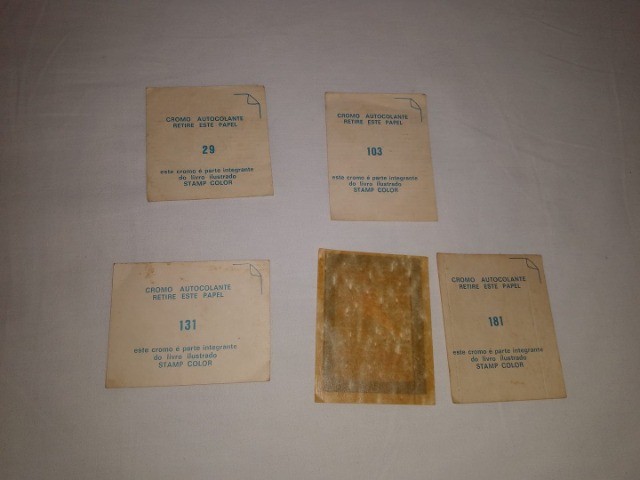 CROMO AUTOCOLANTE
RETIRE ESTE PAPEL
29
este cromo é parte integrante
do livro ilustrado
STAMP COLOR
CROMO AUTOCOLANTE
RETIRE ESTE PAPEL
103
este cromo é parte integrante
do livro ilustrado
STAMP COLOR
CROMO AUTOCOLANTE
RETIRE ESTE PAPEL
131
este cromo é parte integrante
do livro ilustrado
STAMP COLOR
CROMO AUTOCOLANTE
RETIRE ESTE PAPEL
181
este cromo é parte integrante
do livro ilustrado
STAMP COLOR